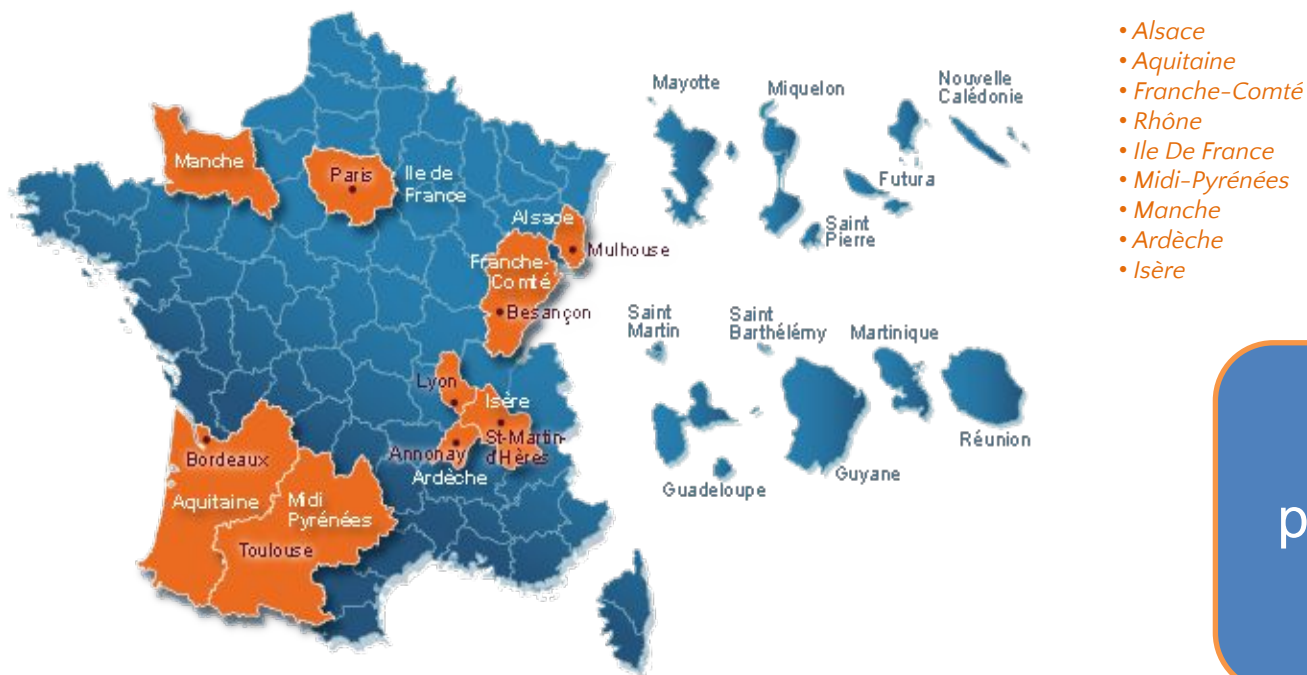 Manche
Paris
Ile de
France
Alsace
Mulhouse
Franche-
Comté
Besançon
Lyon
Isère
St-Martin-
d'Hères
Annonay
Ardèche
Bordeaux
Aquitaine
Midi
Pyrénées
Toulouse
Mayotte
Miquelon
Nouvelle
Calédonie
Futura
Saint
Pierre
Saint
Martin
Saint
Barthélémy
Martinique
Réunion
Guyane
Guadeloupe
• Alsace
• Aquitaine
• Franche-Comté
• Rhône
• Ile De France
• Midi-Pyrénées
• Manche
• Ardèche
• Isère
p